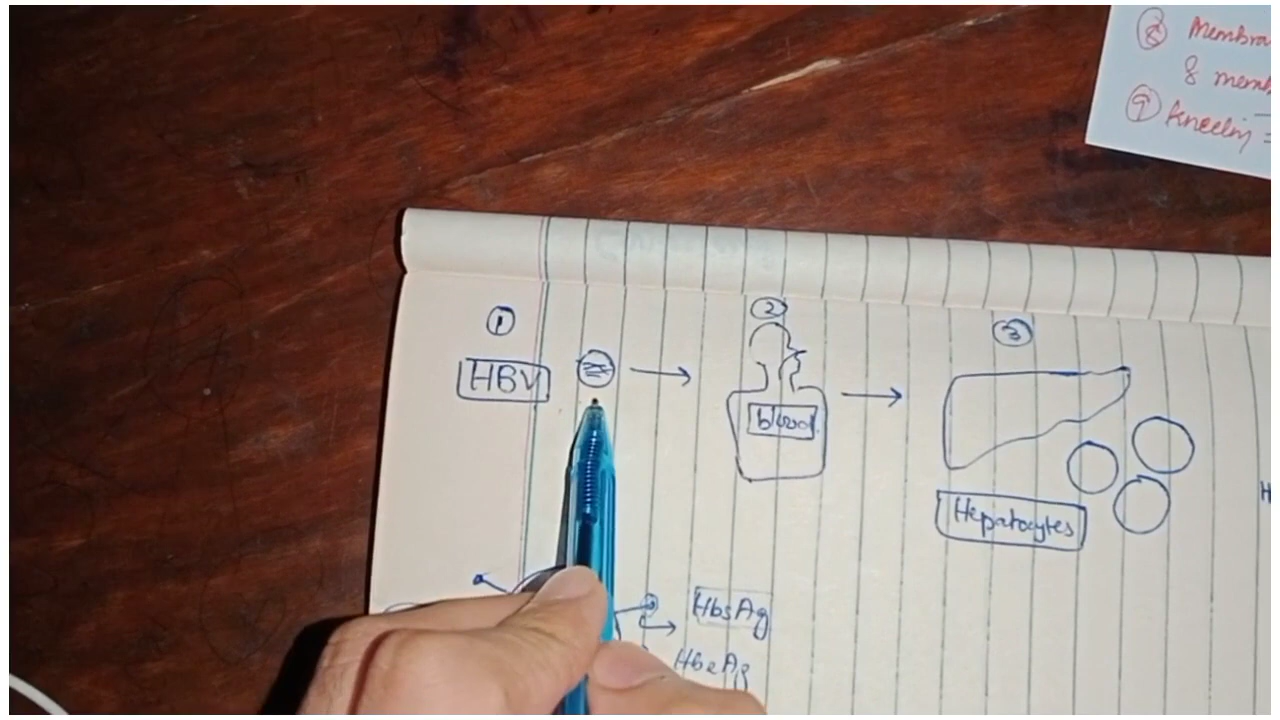 ① ② ③
HBV
blood
Hepatocytes
HbsAg
HbeAg
⑧ Membra
& memb
⑨ kneeling =
H